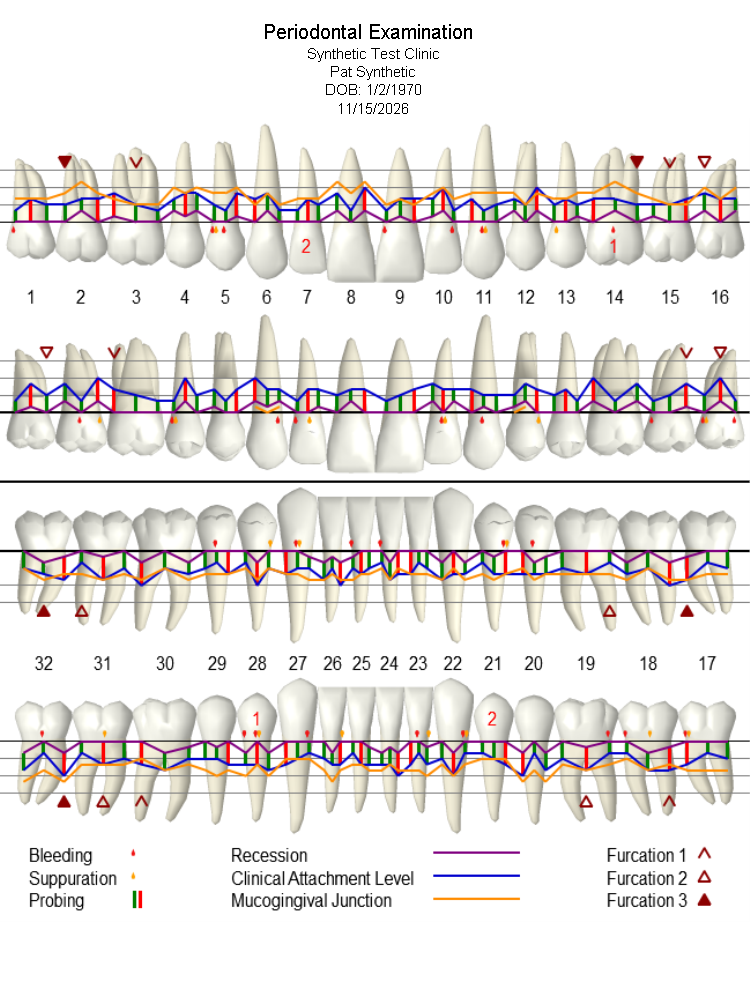 Periodontal Examination
Synthetic Test Clinic
Pat Synthetic
DOB: 1/2/1970
11/15/2026
2 1
1 2 3 4 5 6 7 8 9 10 11 12 13 14 15 16
32 31 30 29 28 27 26 25 24 23 22 21 20 19 18 17
1 2
Bleeding Recession Furcation 1
Suppuration Clinical Attachment Level Furcation 2
Probing Mucogingival Junction Furcation 3